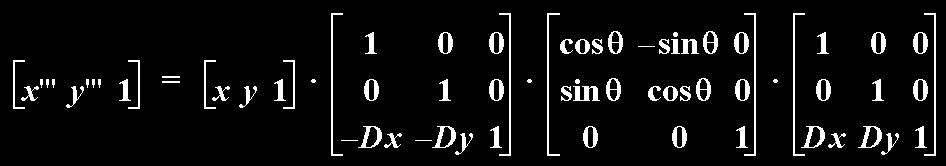 1 0 0 cosθ –sinθ 0 1 0 0
[x''' y''' 1] = [x y 1] · 0 1 0 · sinθ cosθ 0 · 0 1 0
–Dx –Dy 1 0 0 1 Dx Dy 1